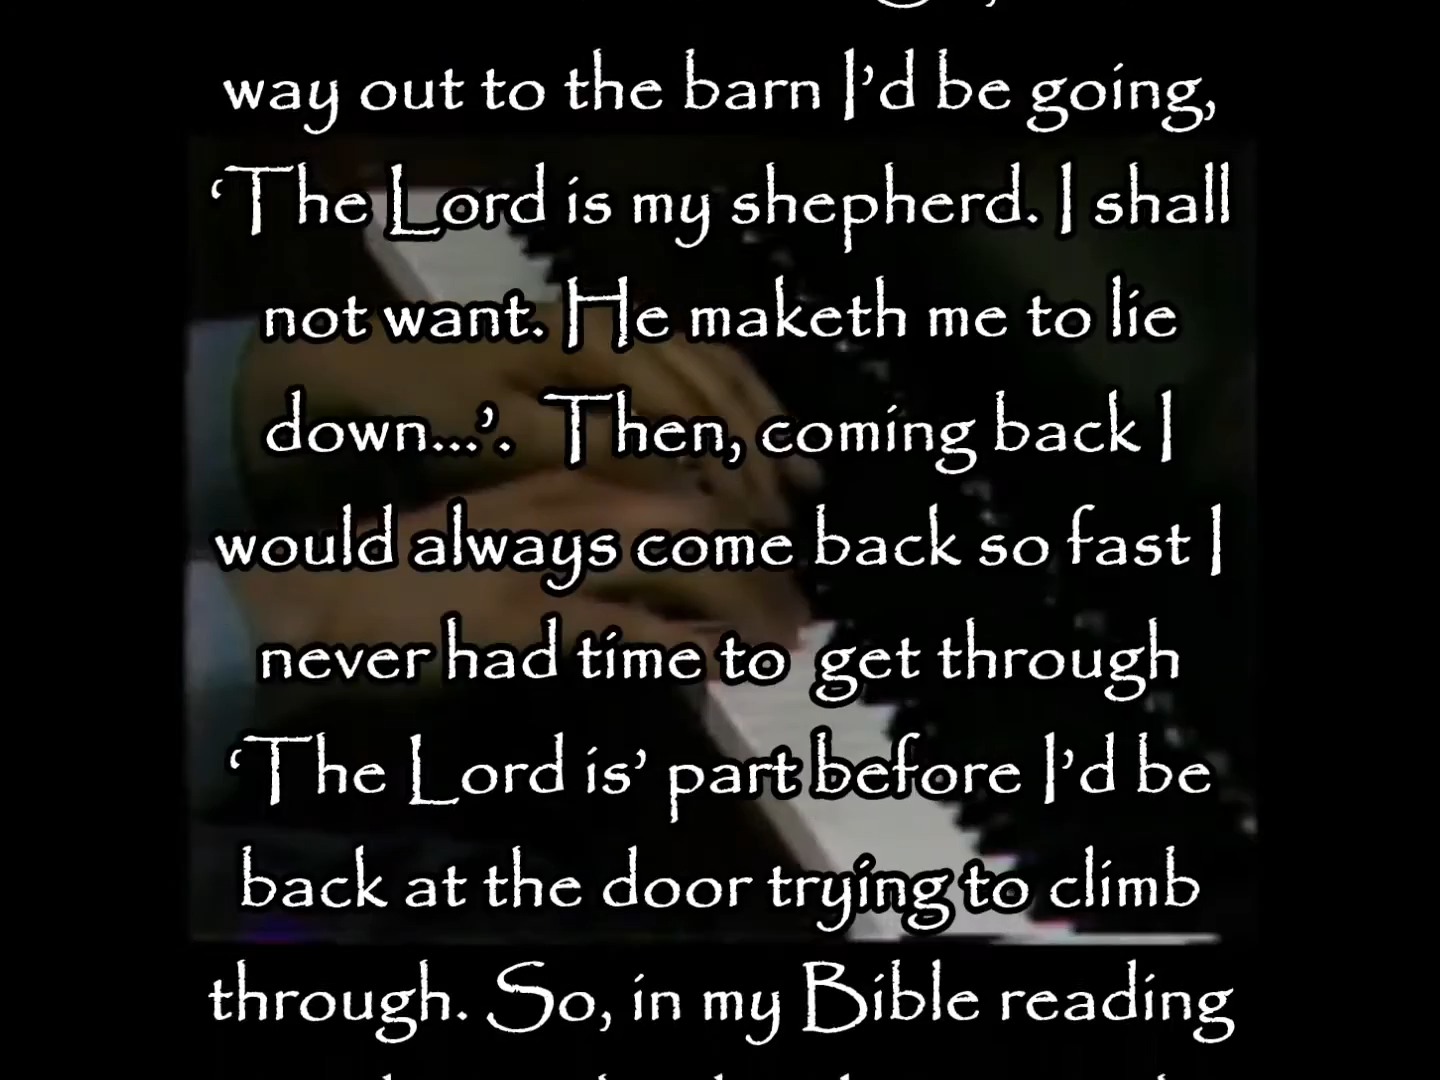 way out to the barn I'd be going,
‘The Lord is my shepherd. I shall
not want. He maketh me to lie
down...’. Then, coming back I
would always come back so fast I
never had time to get through
‘The Lord is’ part before I’d be
back at the door trying to climb
through. So, in my Bible reading